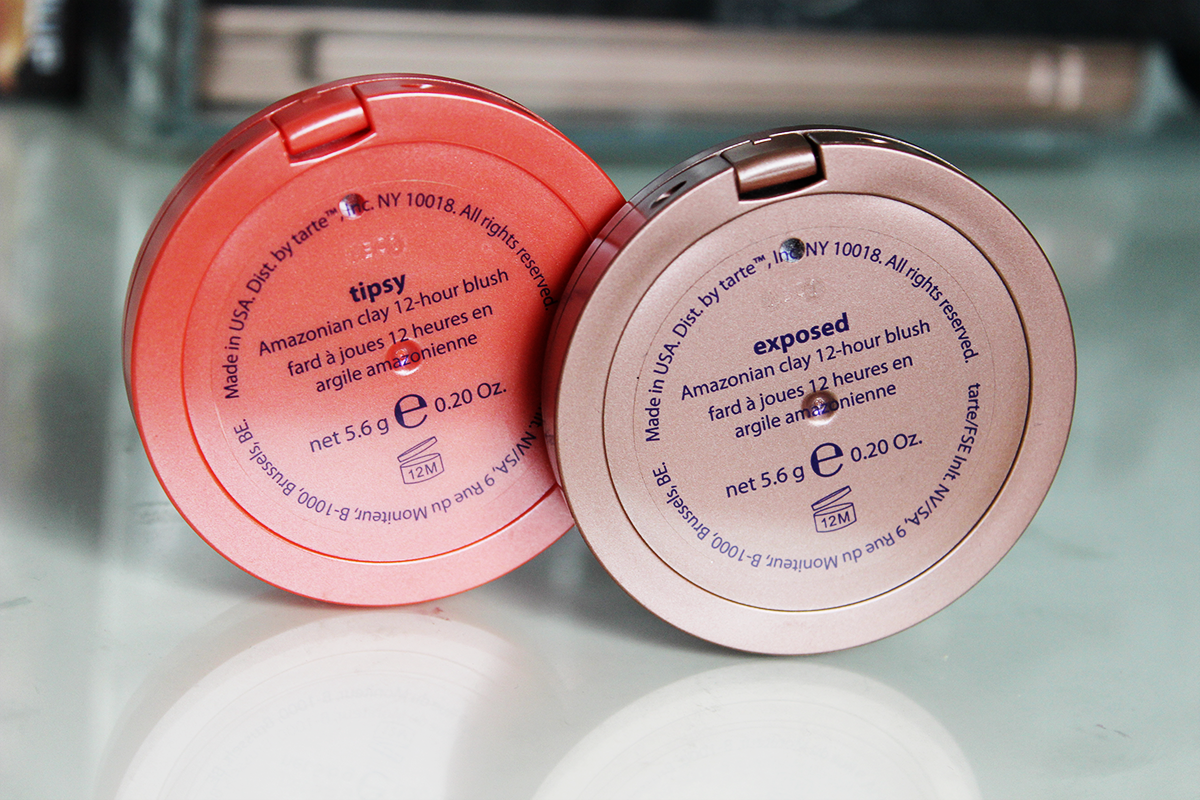 Made in USA. Dist. by tarte™, Inc. NY 10018. All rights reserved
tipsy
Amazonian clay 12-hour blush
fard à joues 12 heures en
argile amazonienne
net 5.6 g e 0.20 Oz.
12M
Inlt. NV/SA, 9 Rue du Moniteur, B-1000, Brussels, BE.
Made in USA. Dist. by tarte™, Inc NY 10018. All rights reserved.
exposed
Amazonian clay 12-hour blush
fard à joues 12 heures en
argile amazonienne
net 5.6 g e 0.20 Oz.
12M
tarte/FSE Inlt. NV/SA, 9 Rue du Moniteur, B-1000, Brussels, BE.